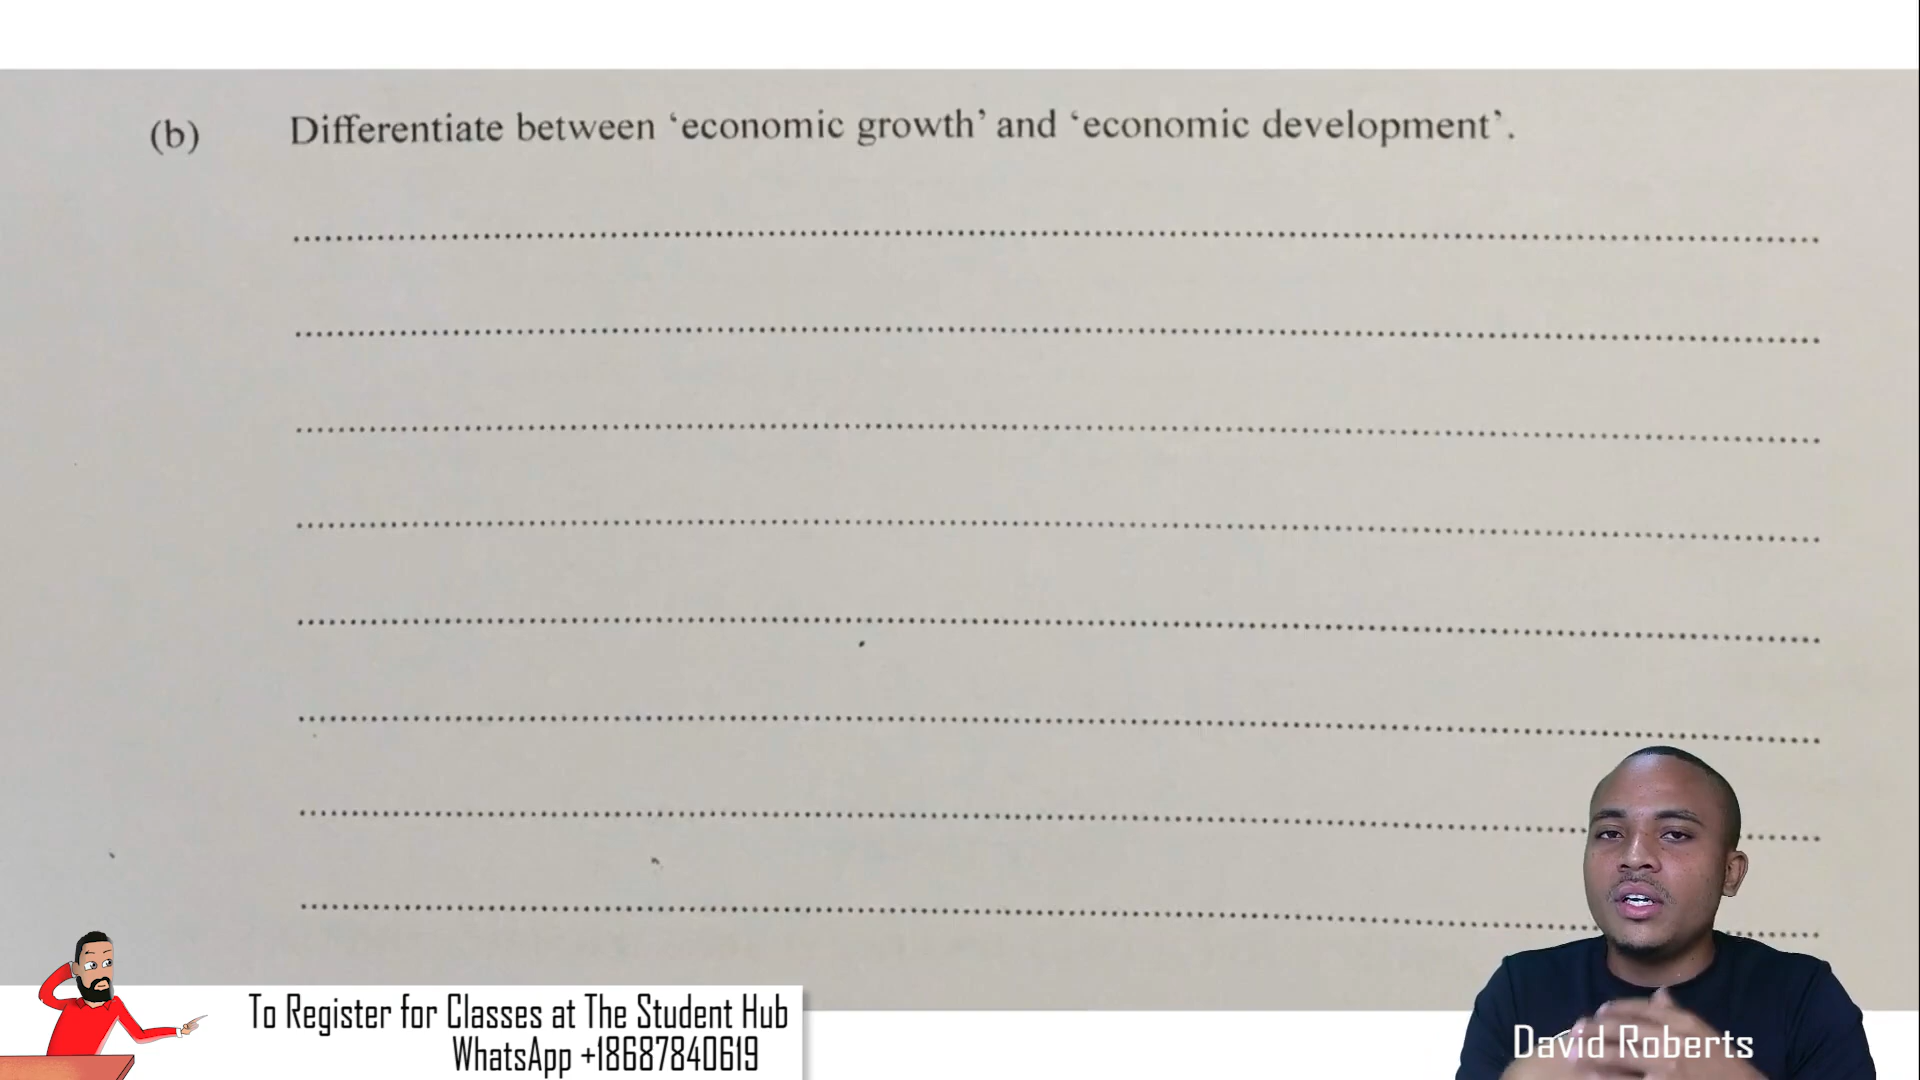 (b) Differentiate between ‘economic growth’ and ‘economic development’.
To Register for Classes at The Student Hub
WhatsApp +18687840619
David Roberts